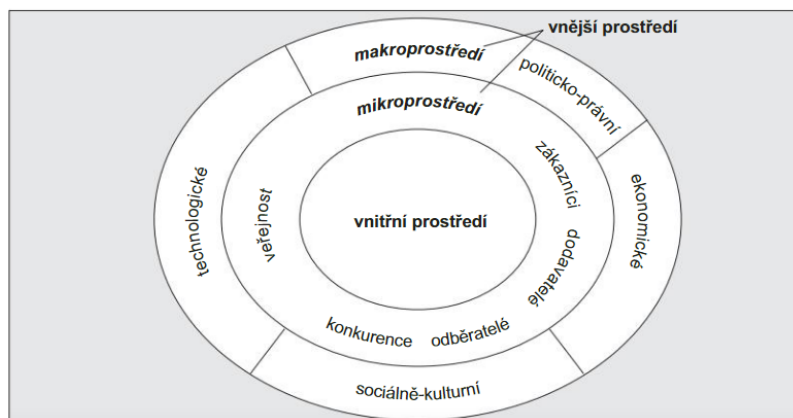 vnější prostředí
makroprostředí
politicko-právní
mikroprostředí
zákazníci
ekonomické
technologické
veřejnost
vnitřní prostředí
dodavatelé
konkurence
odběratelé
sociálně-kulturní